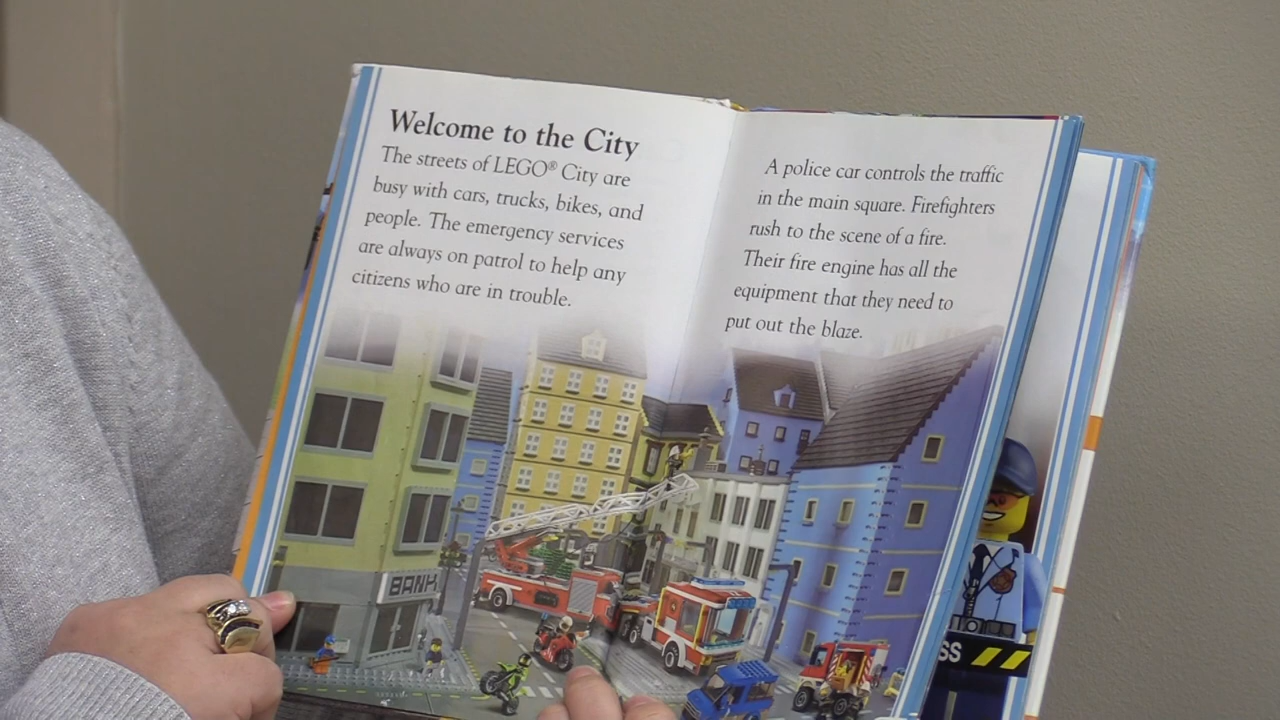 Welcome to the City
The streets of LEGO® City are
busy with cars, trucks, bikes, and
people. The emergency services
are always on patrol to help any
citizens who are in trouble.
A police car controls the traffic
in the main square. Firefighters
rush to the scene of a fire.
Their fire engine has all the
equipment that they need to
put out the blaze.
BANK
SS